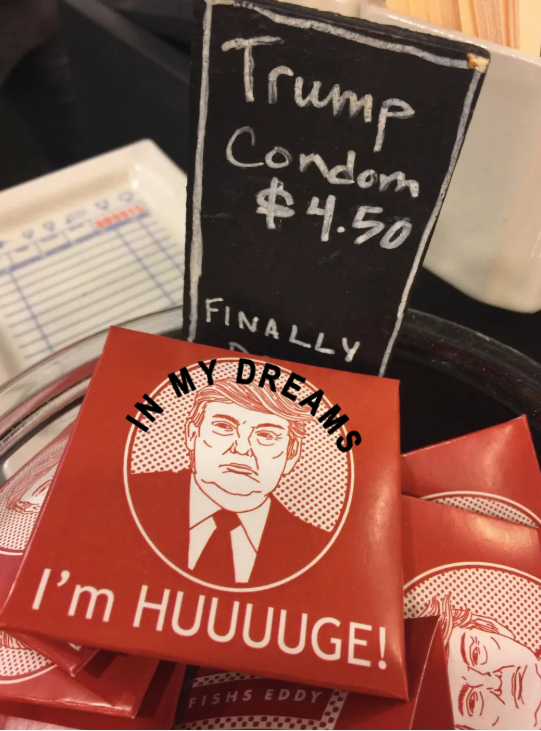 Trump
Condom
$4.50
FINALLY
IN MY DREAMS
I'm HUUUUGE!
FISHS EDDY